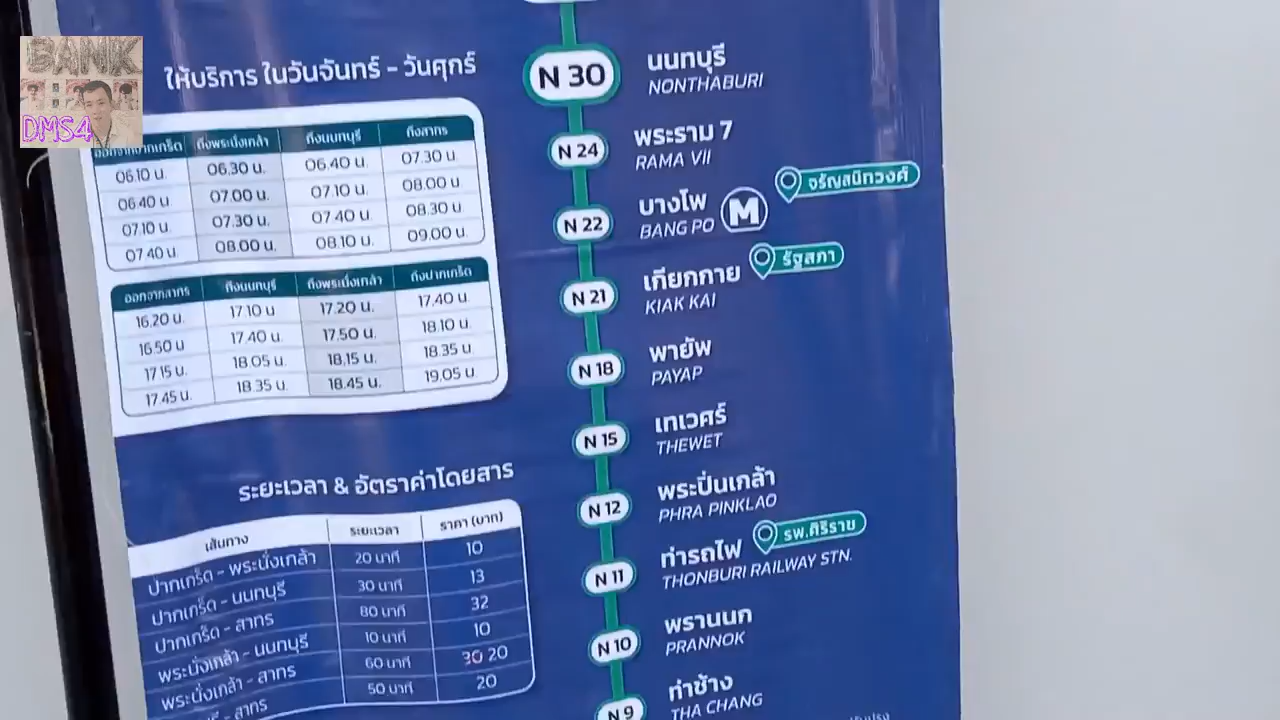 BANK
DMS4
ให้บริการ ในวันจันทร์ - วันศุกร์
ออกจากปากเกร็ด ถึงพระนั่งเกล้า ถึงนนทบุรี ถึงสาทร
06.10 น. 06.30 น. 06.40 น. 07.30 น.
06.40 น 07.00 น. 07.10 น. 08.00 น
07.10 น. 07.30 น. 07.40 น. 08.30 น
07.40 น. 08.00 น. 08.10 น. 09.00 น.
ออกจากสาทร ถึงนนทบุรี ถึงพระนั่งเกล้า ถึงปากเกร็ด
16.20 น. 17.10 น 17.20 น. 17.40 น.
16.50 น 17.40 น. 17.50 น. 18.10 น.
17.15 น. 18.05 น. 18.15 น. 18.35 น.
17.45 น. 18.35 น. 18.45 น. 19.05 น.
ระยะเวลา & อัตราค่าโดยสาร
เส้นทาง ระยะเวลา ราคา (บาท)
ปากเกร็ด - พระนั่งเกล้า 20 นาที 10
ปากเกร็ด - นนทบุรี 30 นาที 13
ปากเกร็ด - สาทร 80 นาที 32
พระนั่งเกล้า - นนทบุรี 10 นาที 10
พระนั่งเกล้า - สาทร 60 นาที 30 20
- สาทร 50 นาที 20
N 30 นนทบุรี
NONTHABURI
N 24 พระราม 7
RAMA VII
N 22 บางโพ M จรัญสนิทวงศ์
BANG PO
N 21 เกียกกาย รัฐสภา
KIAK KAI
N 18 พายัพ
PAYAP
N 15 เทเวศร์
THEWET
N 12 พระปิ่นเกล้า
PHRA PINKLAO
N 11 ท่ารถไฟ รพ.ศิริราช
THONBURI RAILWAY STN.
N 10 พรานนก
PRANNOK
N 9 ท่าช้าง
THA CHANG